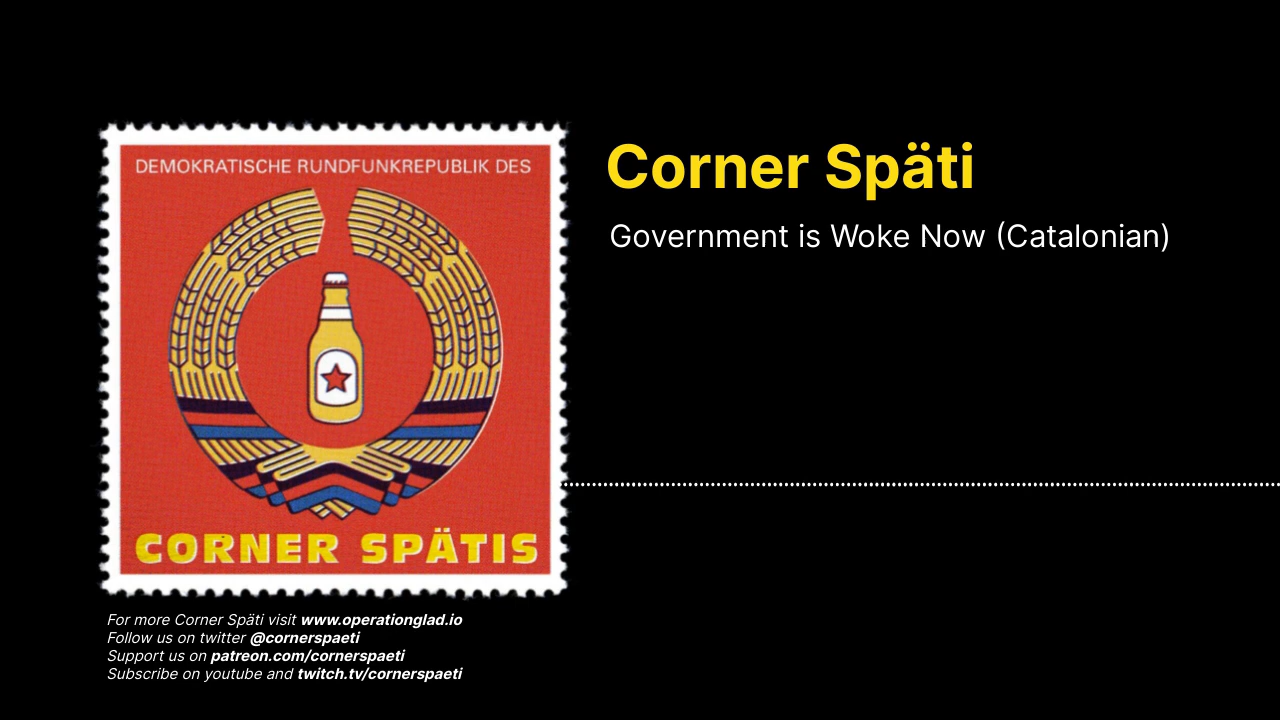 DEMOKRATISCHE RUNDFUNKREPUBLIK DES
CORNER SPÄTIS
Corner Späti
Government is Woke Now (Catalonian)
For more Corner Späti visit www.operationglad.io
Follow us on twitter @cornerspaeti
Support us on patreon.com/cornerspaeti
Subscribe on youtube and twitch.tv/cornerspaeti